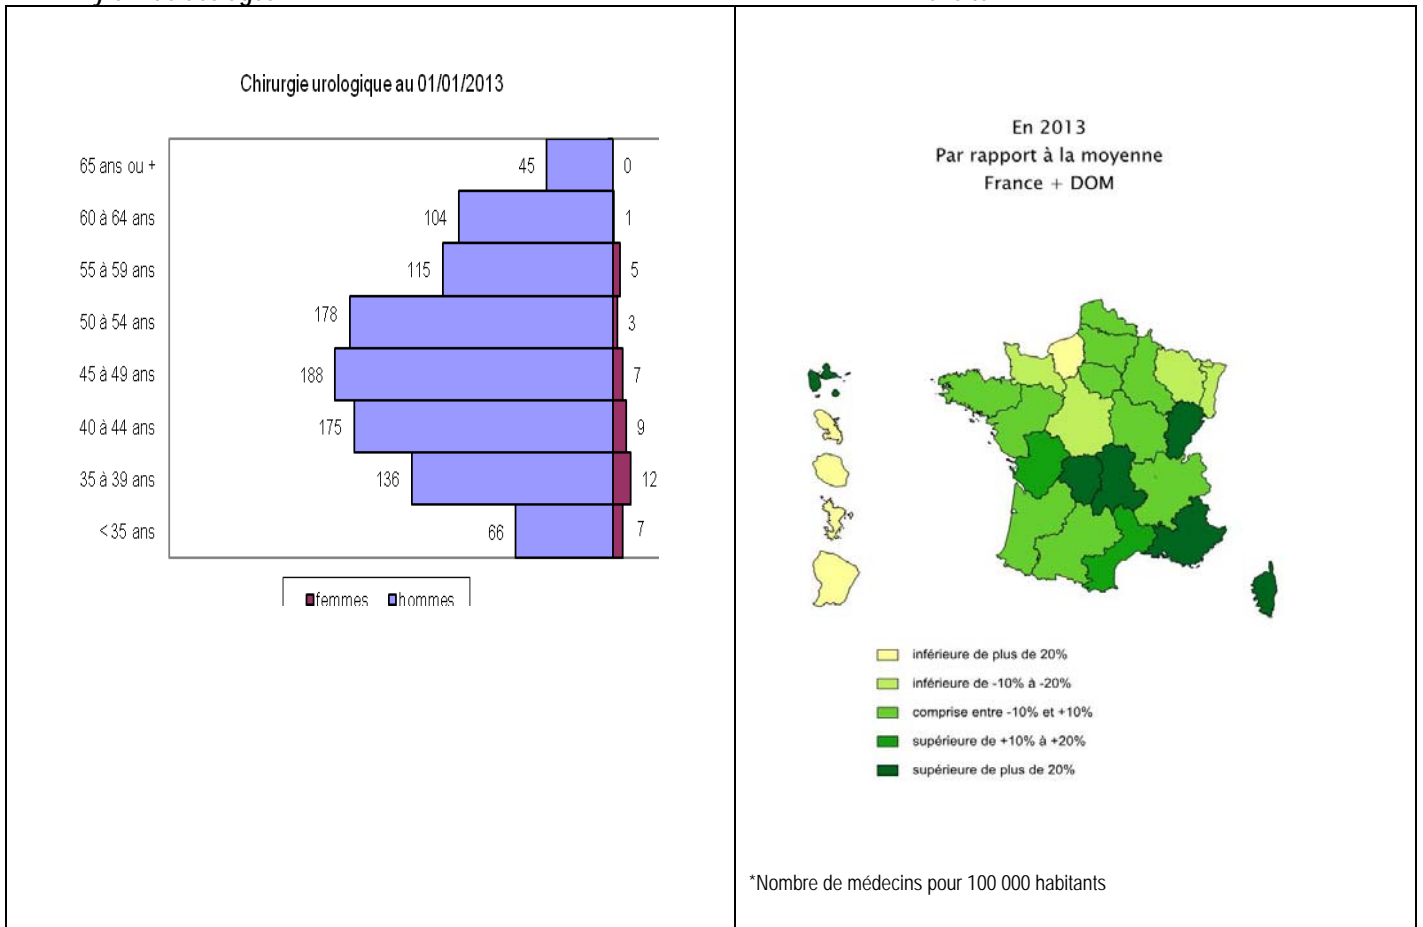 Chirurgie urologique au 01/01/2013
65 ans ou +
45
0
60 à 64 ans
104
1
55 à 59 ans
115
5
50 à 54 ans
178
3
45 à 49 ans
188
7
40 à 44 ans
175
9
35 à 39 ans
136
12
< 35 ans
66
7
femmes hommes
En 2013
Par rapport à la moyenne
France + DOM
inférieure de plus de 20%
inférieure de -10% à -20%
comprise entre -10% et +10%
supérieure de +10% à +20%
supérieure de plus de 20%
*Nombre de médecins pour 100 000 habitants